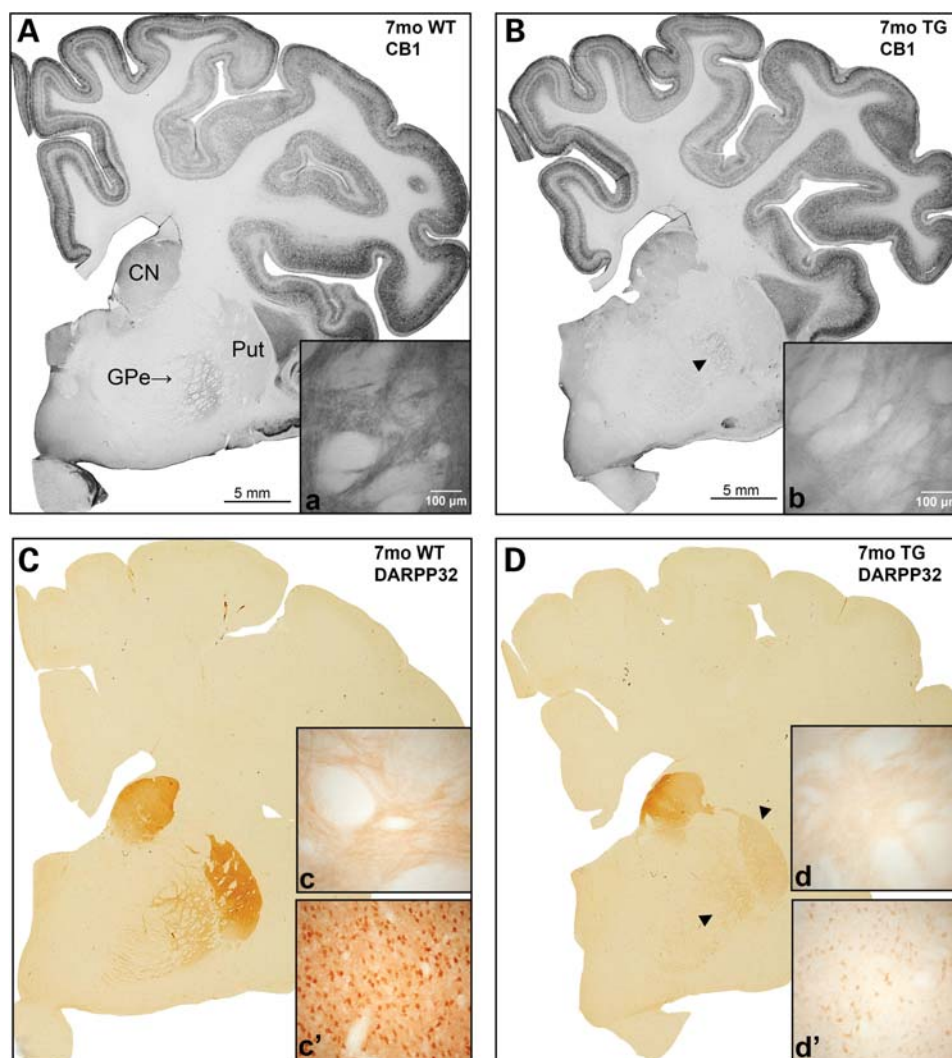 A
7mo WT
CB1
CN
Put
GPe→
5 mm
a
100 µm
B
7mo TG
CB1
5 mm
b
100 µm
C
7mo WT
DARPP32
c
c'
D
7mo TG
DARPP32
d
d'